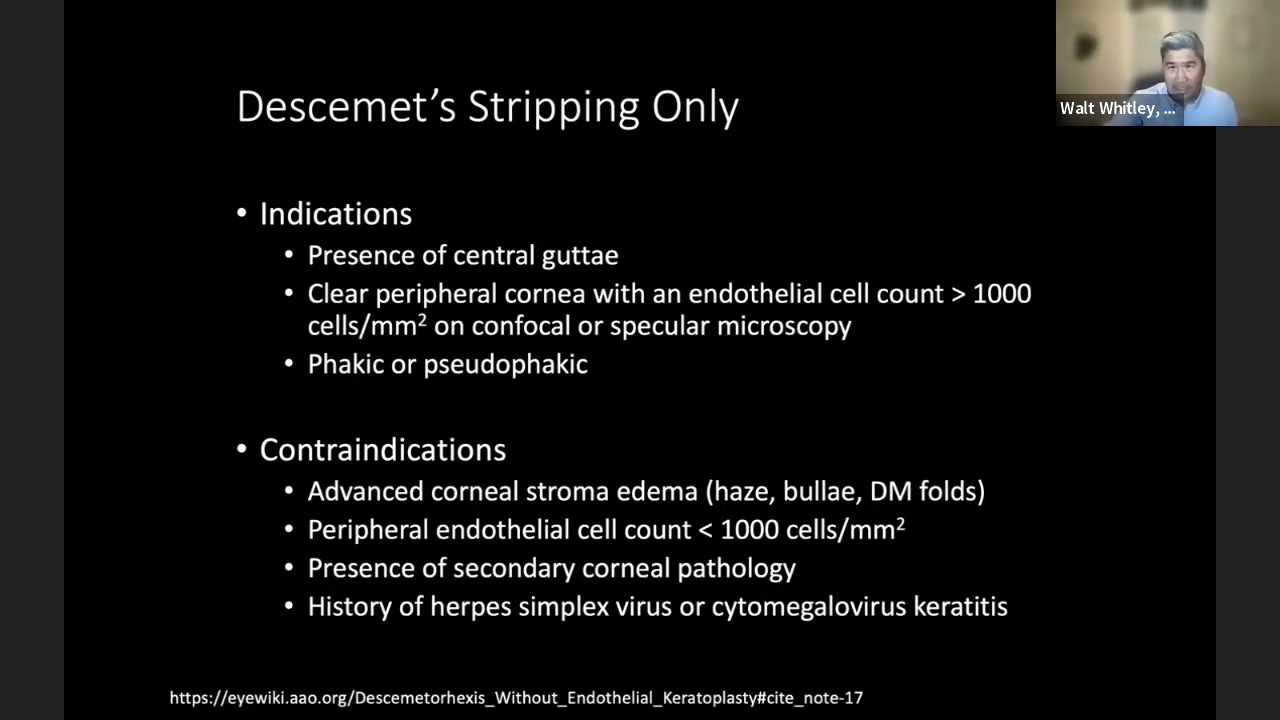 Descemet's Stripping Only
Walt Whitley, ...
• Indications
• Presence of central guttae
• Clear peripheral cornea with an endothelial cell count > 1000
cells/mm² on confocal or specular microscopy
• Phakic or pseudophakic
• Contraindications
• Advanced corneal stroma edema (haze, bullae, DM folds)
• Peripheral endothelial cell count < 1000 cells/mm²
• Presence of secondary corneal pathology
• History of herpes simplex virus or cytomegalovirus keratitis
https://eyewiki.aao.org/Descemetorhexis_Without_Endothelial_Keratoplasty#cite_note-17